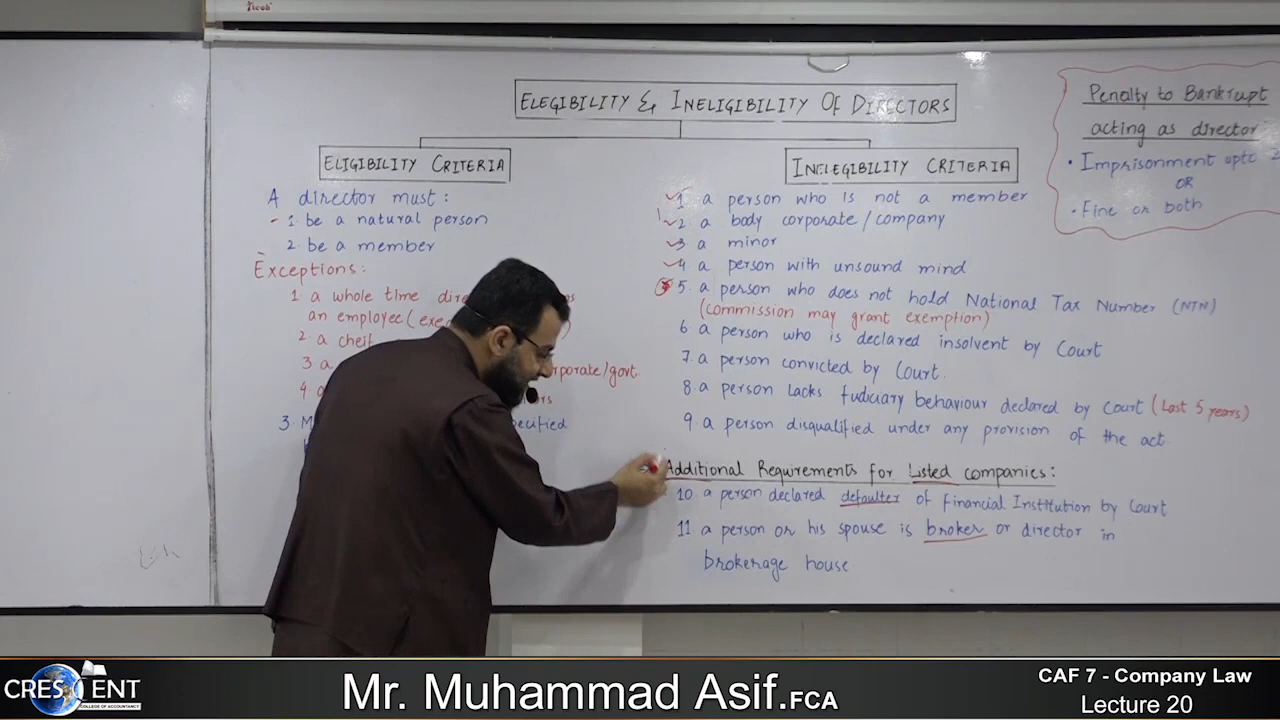 ELEGIBILITY & INELIGIBILITY OF DIRECTORS
ELIGIBILITY CRITERIA
A director must:
1. be a natural person
2. be a member
Exceptions:
1. a whole time
an employee
2. a
3. a corporate/govt
4.
3. specified
INELEGIBILITY CRITERIA
1 a person who is not a member
2 a body corporate/company
3 a minor
4 a person with unsound mind
5. a person who does not hold National Tax Number (NTN)
(commission may grant exemption)
6 a person who is declared insolvent by Court
7. a person convicted by Court.
8. a person lacks fuduciary behaviour declared by Court (Last 5 years)
9 a person disqualified under any provision of the act.
Additional Requirements for Listed companies:
10. a person declared defaulter of financial Institution by Court
11. a person or his spouse is broker or director in
brokerage house
Penalty to Bankrupt
acting as director
• Imprisonment upto
OR
• Fine or both
CRESCENT
COLLEGE OF ACCOUNTANCY
Mr. Muhammad Asif.FCA
CAF 7 - Company Law
Lecture 20